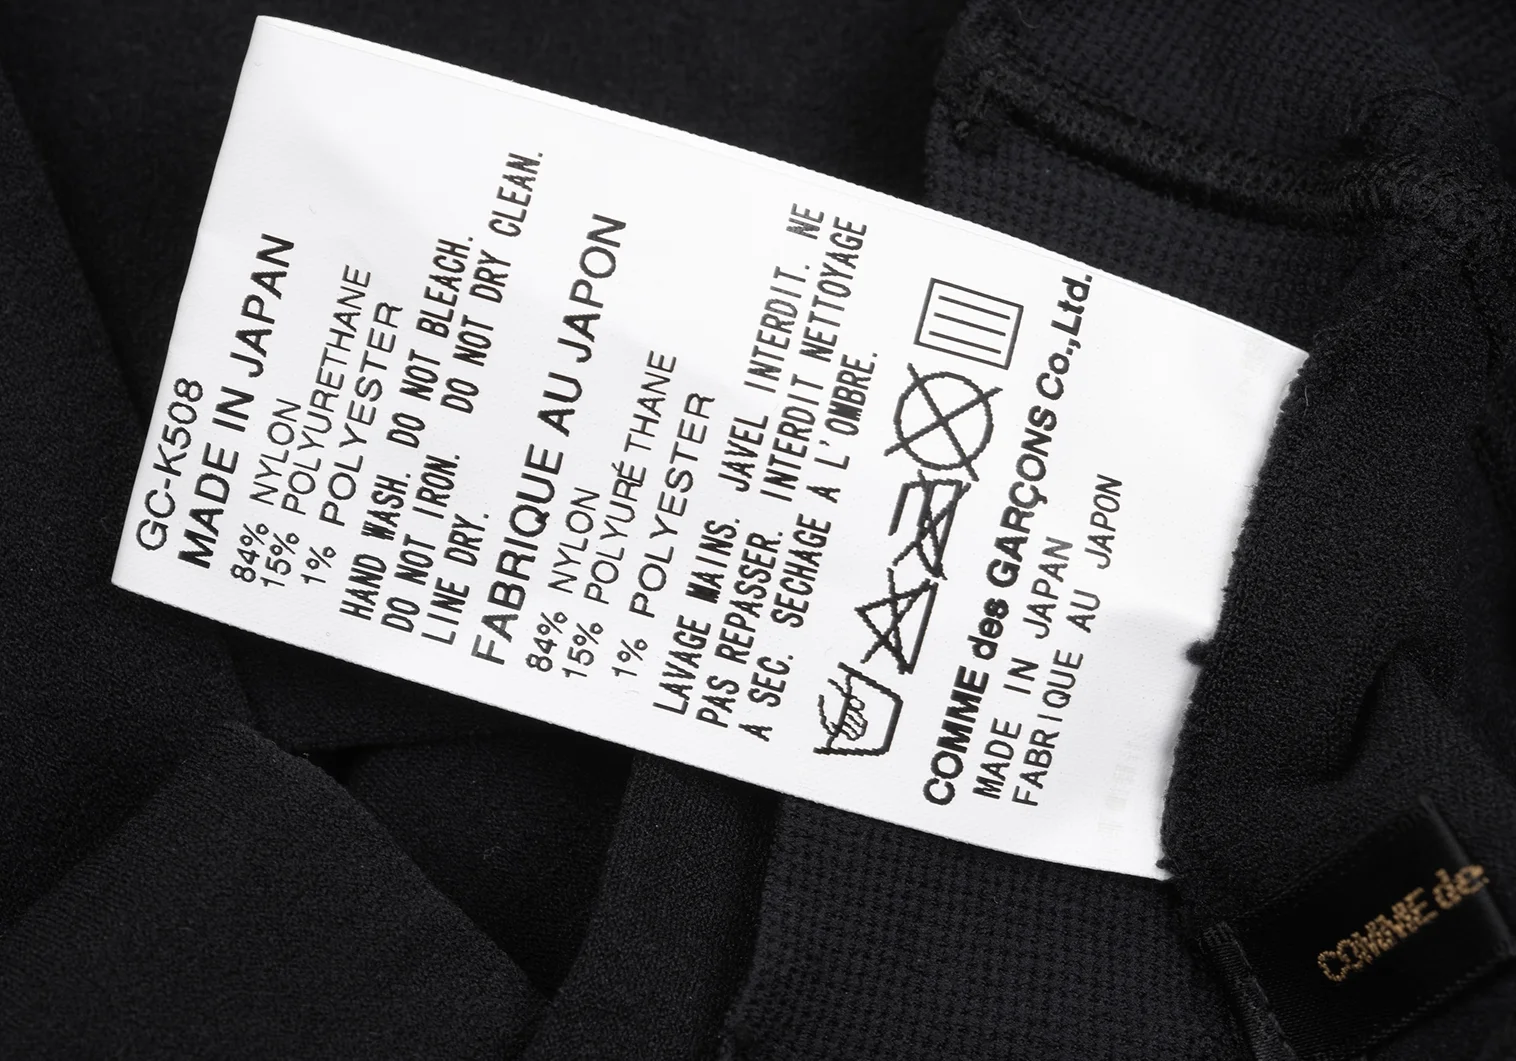 GC-K508
MADE IN JAPAN
84% NYLON
15% POLYURETHANE
1% POLYESTER
HAND WASH. DO NOT BLEACH.
DO NOT IRON. DO NOT DRY CLEAN.
LINE DRY.
FABRIQUE AU JAPON
84% NYLON
15% POLYURÉTHANE
1% POLYESTER
LAVAGE MAINS. JAVEL INTERDIT. NE
PAS REPASSER. INTERDIT NETTOYAGE
A SEC. SECHAGE A L'OMBRE.
COMME des GARÇONS Co.,Ltd.
MADE IN JAPAN
FABRIQUE AU JAPON
COMME de